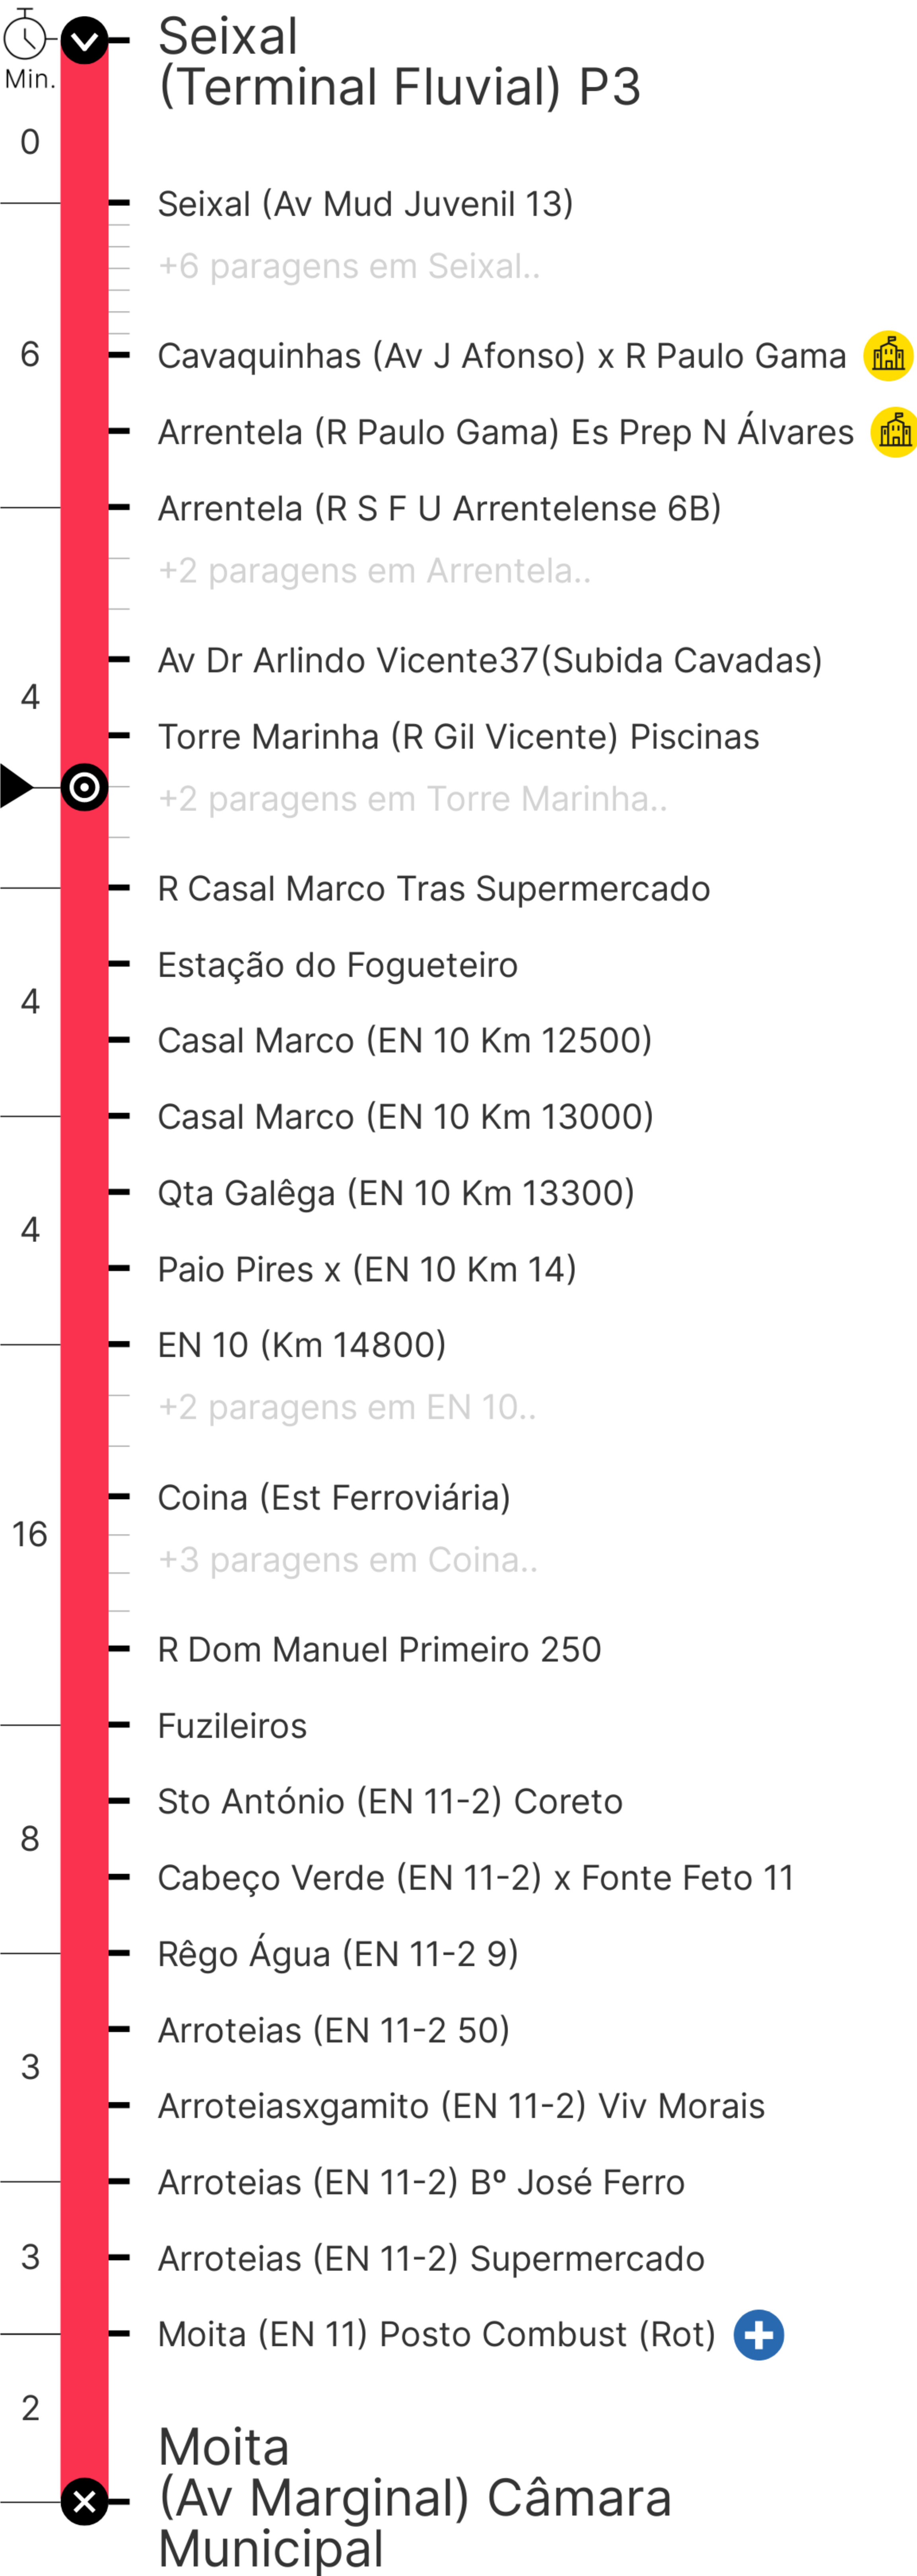 Seixal
(Terminal Fluvial) P3
Min.
0
Seixal (Av Mud Juvenil 13)
+6 paragens em Seixal..
6
Cavaquinhas (Av J Afonso) x R Paulo Gama
Arrentela (R Paulo Gama) Es Prep N Álvares
Arrentela (R S F U Arrentelense 6B)
+2 paragens em Arrentela..
Av Dr Arlindo Vicente37(Subida Cavadas)
4
Torre Marinha (R Gil Vicente) Piscinas
+2 paragens em Torre Marinha..
R Casal Marco Tras Supermercado
Estação do Fogueteiro
4
Casal Marco (EN 10 Km 12500)
Casal Marco (EN 10 Km 13000)
Qta Galêga (EN 10 Km 13300)
4
Paio Pires x (EN 10 Km 14)
EN 10 (Km 14800)
+2 paragens em EN 10..
Coina (Est Ferroviária)
16
+3 paragens em Coina..
R Dom Manuel Primeiro 250
Fuzileiros
Sto António (EN 11-2) Coreto
8
Cabeço Verde (EN 11-2) x Fonte Feto 11
Rêgo Água (EN 11-2 9)
Arroteias (EN 11-2 50)
3
Arroteiasxgamito (EN 11-2) Viv Morais
Arroteias (EN 11-2) Bº José Ferro
3
Arroteias (EN 11-2) Supermercado
Moita (EN 11) Posto Combust (Rot)
2
Moita
(Av Marginal) Câmara
Municipal